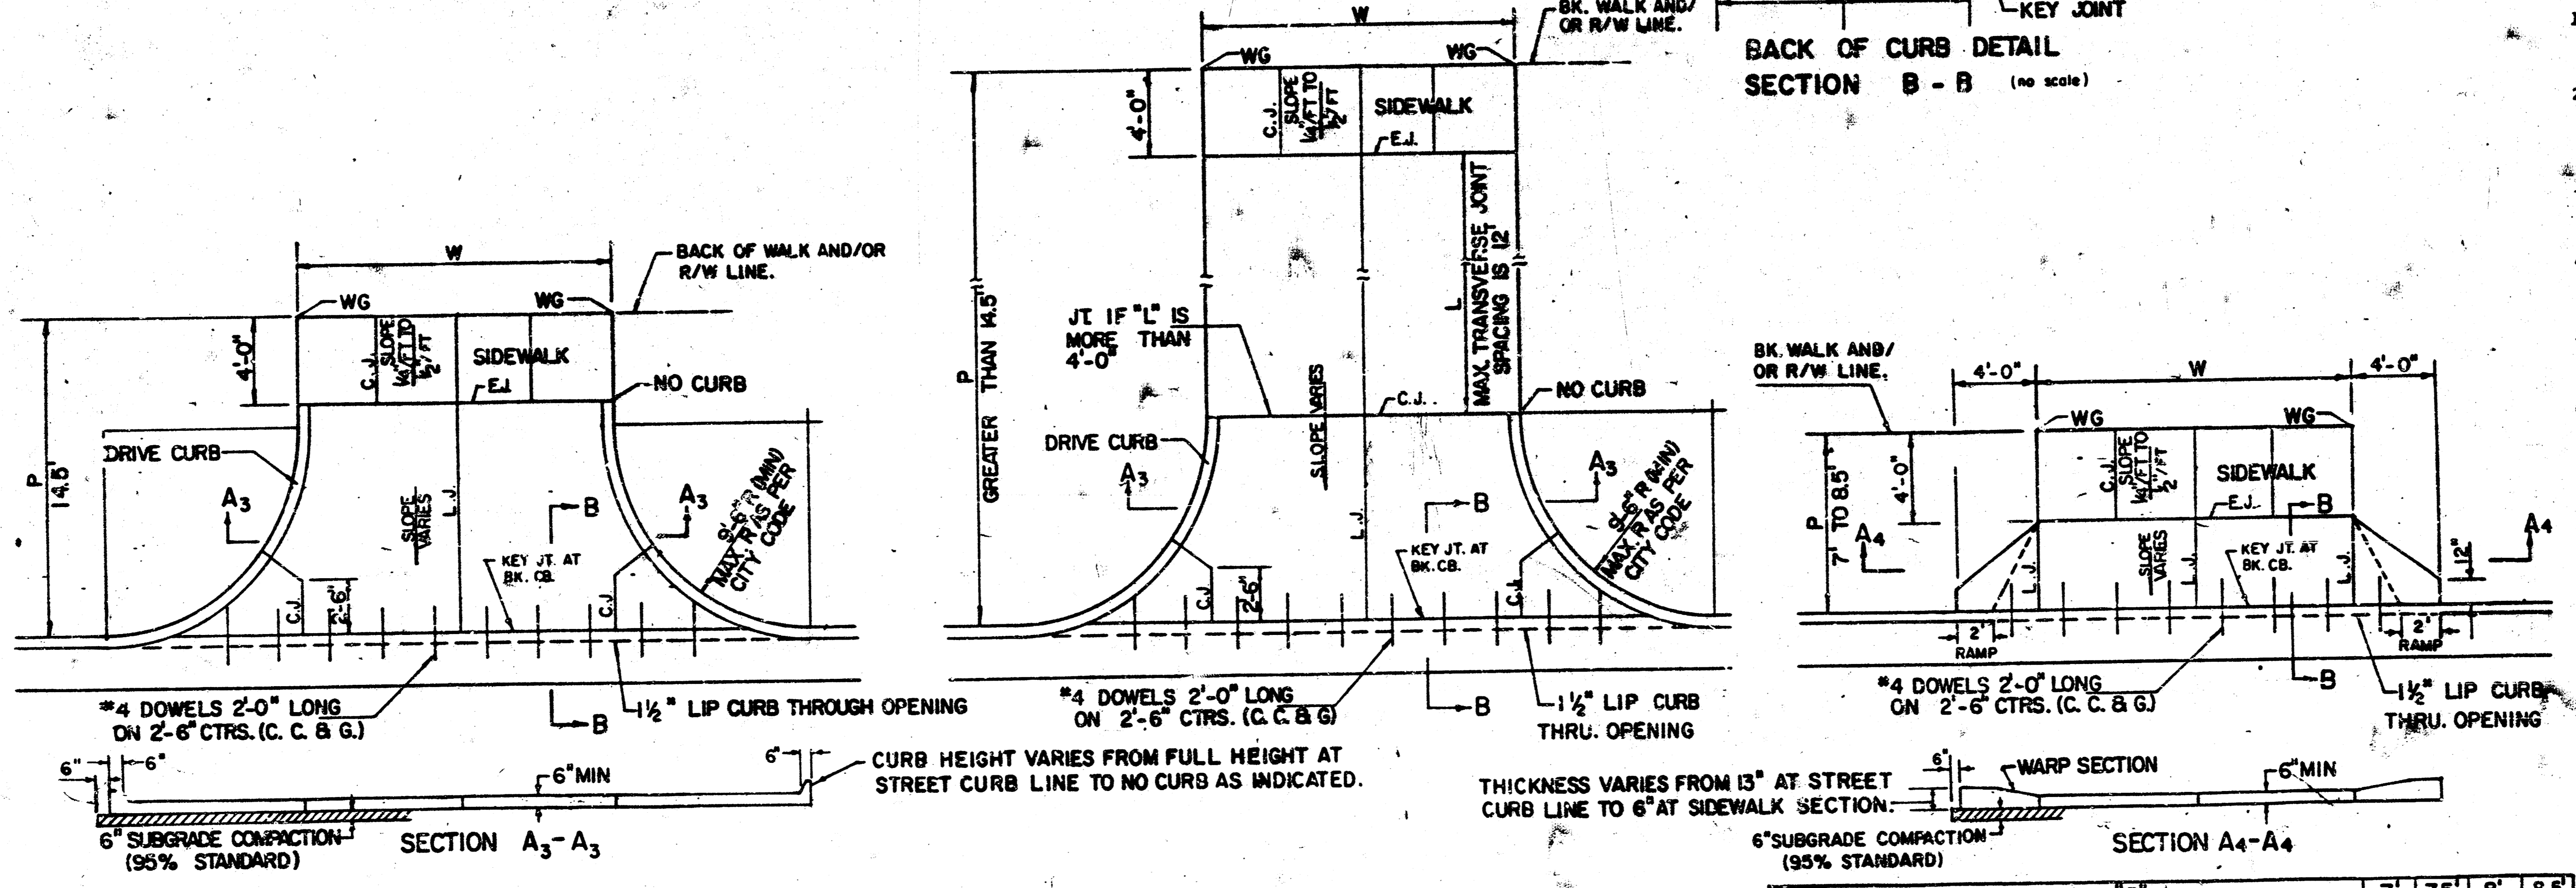 W
BACK OF WALK AND/OR
R/W LINE.
WG
WG
4'-0"
C.J.
SLOPE
1/4"/FT TO
1/2"/FT
SIDEWALK
E.J.
NO CURB
P
14.5'
DRIVE CURB
A3
A3
SLOPE
VARIES
L.J.
B
9'-6" R (MIN)
MAX. R AS PER
CITY CODE
KEY JT. AT
BK. CB.
C.J.
2'-6"
C.J.
#4 DOWELS 2'-0" LONG
ON 2'-6" CTRS. (C. C. & G.)
B
1½" LIP CURB THROUGH OPENING
6"
6"
6" MIN
6"
CURB HEIGHT VARIES FROM FULL HEIGHT AT
STREET CURB LINE TO NO CURB AS INDICATED.
6" SUBGRADE COMPACTION
(95% STANDARD)
SECTION A3-A3
W
BK. WALK AND/
OR R/W LINE.
WG
WG
4'-0"
C.J.
SLOPE
1/4"/FT TO
1/2"/FT
SIDEWALK
E.J.
P
GREATER THAN 14.5'
L
MAX. TRANSVERSE JOINT
SPACING IS 12
JT. IF "L" IS
MORE THAN
4'-0"
SLOPE VARIES
C.J.
NO CURB
DRIVE CURB
A3
A3
B
9'-6" R (MIN)
MAX. R AS PER
CITY CODE
L.J.
KEY JT. AT
BK. CB.
C.J.
2'-6"
C.J.
#4 DOWELS 2'-0" LONG
ON 2'-6" CTRS. (C. C. & G)
B
1½" LIP CURB
THRU. OPENING
KEY JOINT
BACK OF CURB DETAIL
SECTION B - B (no scale)
BK. WALK AND/
OR R/W LINE.
4'-0"
W
4'-0"
WG
WG
P
7' TO 8.5'
4'-0"
C.J.
SLOPE
1/4"/FT TO
1/2"/FT
SIDEWALK
E.J.
B
A4
A4
L.J.
SLOPE
VARIES
L.J.
KEY JT. AT
BK. CB.
L.J.
12"
2'
RAMP
2'
RAMP
#4 DOWELS 2'-0" LONG
ON 2'-6" CTRS. (C. C. & G.)
B
1½" LIP CURB
THRU. OPENING
6"
WARP SECTION
6" MIN
THICKNESS VARIES FROM 13" AT STREET
CURB LINE TO 6" AT SIDEWALK SECTION.
6" SUBGRADE COMPACTION
(95% STANDARD)
SECTION A4-A4